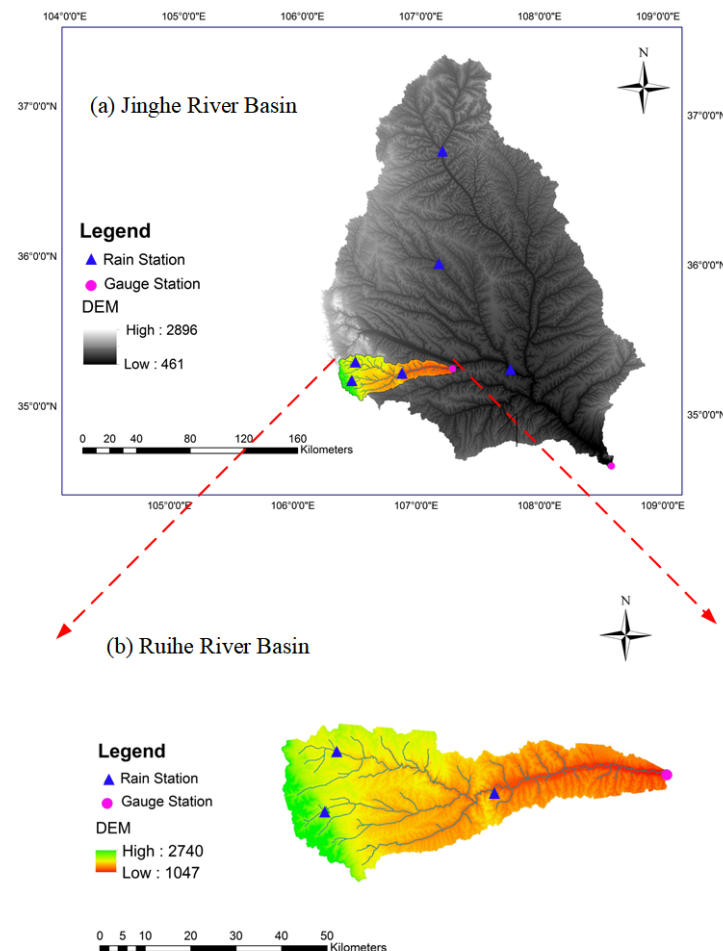 104°0'0"E 105°0'0"E 106°0'0"E 107°0'0"E 108°0'0"E 109°0'0"E
N
37°0'0"N
37°0'0"N
(a) Jinghe River Basin
Legend
Rain Station
Gauge Station
DEM
High : 2896
Low : 461
36°0'0"N
36°0'0"N
35°0'0"N
35°0'0"N
0 10 20 40 80 120 160
Kilometers
105°0'0"E 106°0'0"E 107°0'0"E 108°0'0"E 109°0'0"E
N
(b) Ruihe River Basin
Legend
Rain Station
Gauge Station
DEM
High : 2740
Low : 1047
0 5 10 20 30 40 50
Kilometers